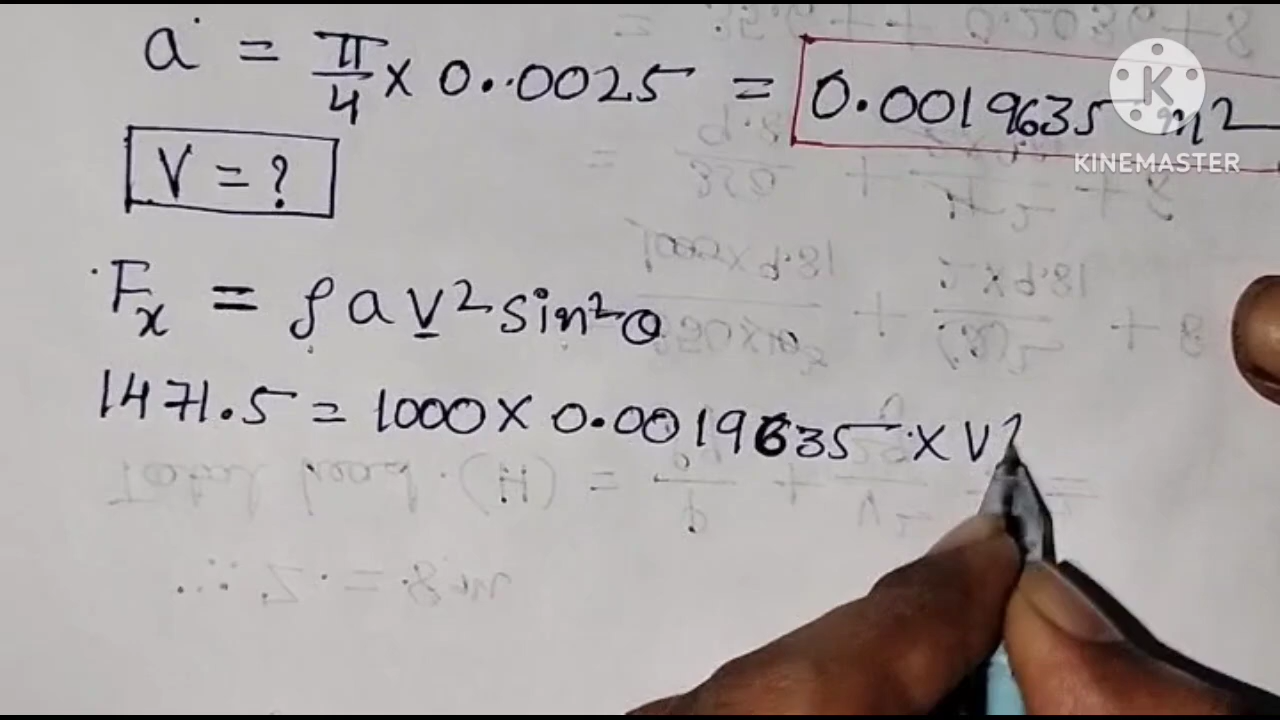 a = π/4 × 0.0025 = 0.0019635 m²
K
KINEMASTER
V = ?
Fx = ρ a v² sin²θ
1471.5 = 1000 × 0.0019635 × V²